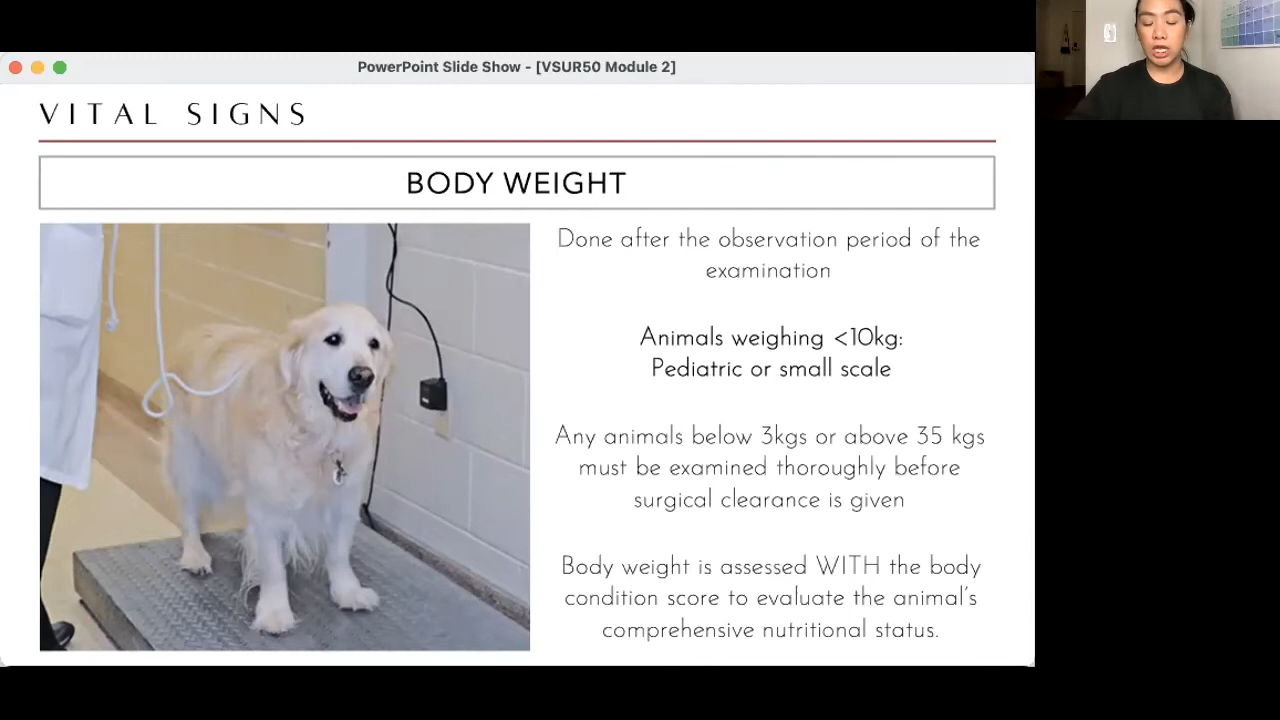 PowerPoint Slide Show - [VSUR50 Module 2]
VITAL SIGNS
BODY WEIGHT
Done after the observation period of the
examination
Animals weighing <10kg:
Pediatric or small scale
Any animals below 3kgs or above 35 kgs
must be examined thoroughly before
surgical clearance is given
Body weight is assessed WITH the body
condition score to evaluate the animal's
comprehensive nutritional status.